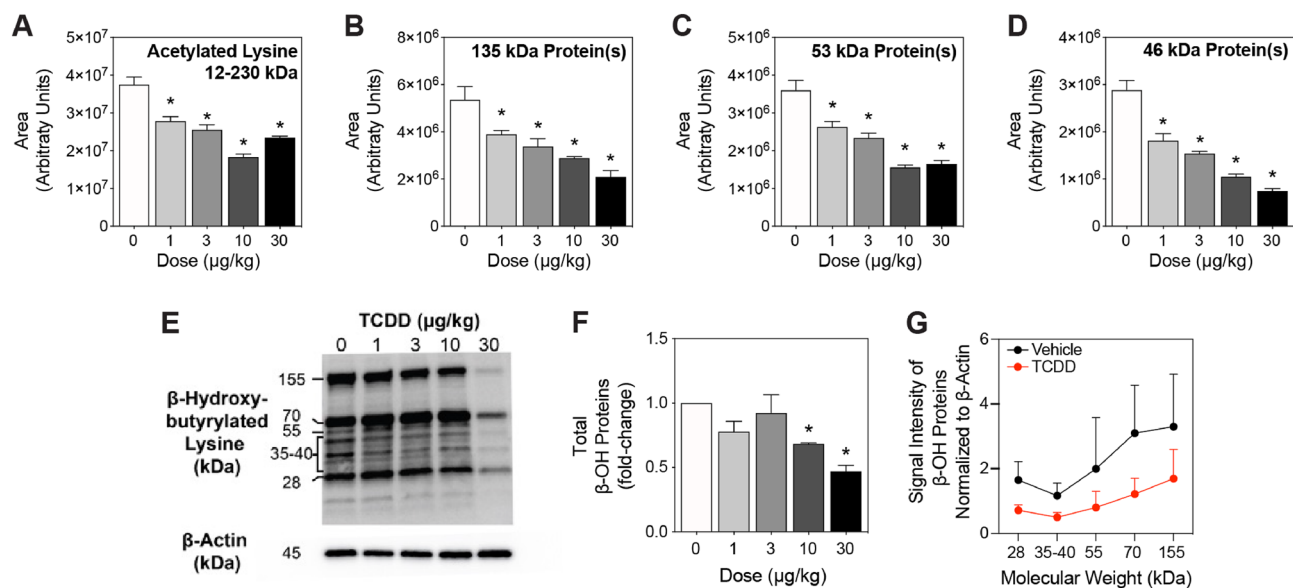 A
Acetylated Lysine
12-230 kDa
Area
(Arbitraty Units)
5×10⁷
4×10⁷
3×10⁷
2×10⁷
1×10⁷
0
* * * *
0 1 3 10 30
Dose (µg/kg)
B
135 kDa Protein(s)
Area
(Arbitraty Units)
8×10⁶
6×10⁶
4×10⁶
2×10⁶
0
* * * *
0 1 3 10 30
Dose (µg/kg)
C
53 kDa Protein(s)
Area
(Arbitraty Units)
5×10⁶
4×10⁶
3×10⁶
2×10⁶
1×10⁶
0
* * * *
0 1 3 10 30
Dose (µg/kg)
D
46 kDa Protein(s)
Area
(Arbitraty Units)
4×10⁶
3×10⁶
2×10⁶
1×10⁶
0
* * * *
0 1 3 10 30
Dose (µg/kg)
E
TCDD (µg/kg)
0 1 3 10 30
β-Hydroxy-
butyrylated
Lysine
(kDa)
155
70
55
35-40
28
β-Actin
(kDa)
45
F
Total
β-OH Proteins
(fold-change)
1.5
1.0
0.5
0.0
* *
0 1 3 10 30
Dose (µg/kg)
G
Signal Intensity of
β-OH Proteins
Normalized to β-Actin
6
4
2
0
Vehicle
TCDD
28 35-40 55 70 155
Molecular Weight (kDa)